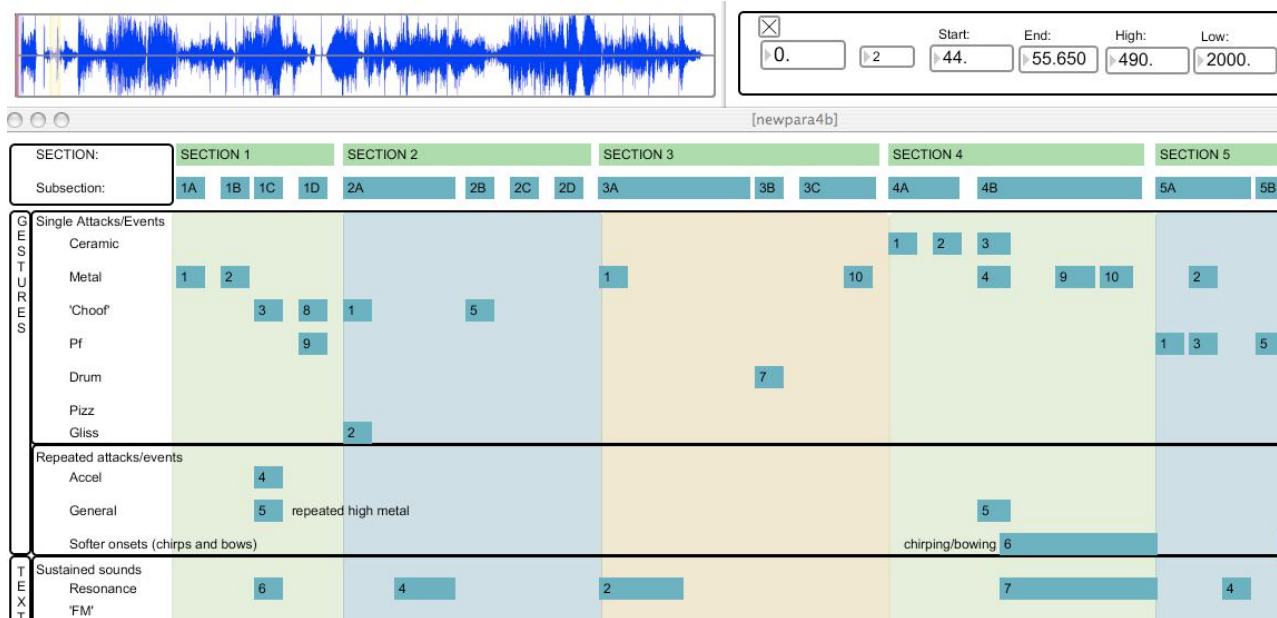 Start: End: High: Low:
0. 2 44. 55.650 490. 2000.
[newpara4b]
SECTION: SECTION 1 SECTION 2 SECTION 3 SECTION 4 SECTION 5
Subsection: 1A 1B 1C 1D 2A 2B 2C 2D 3A 3B 3C 4A 4B 5A 5B
GESTURES
Single Attacks/Events
Ceramic 1 2 3
Metal 1 2 1 10 4 9 10 2
'Choof' 3 8 1 5
Pf 9 1 3 5
Drum 7
Pizz
Gliss 2
Repeated attacks/events
Accel 4
General 5 repeated high metal 5
Softer onsets (chirps and bows) chirping/bowing 6
TEXT
Sustained sounds
Resonance 6 4 2 7 4
'FM'